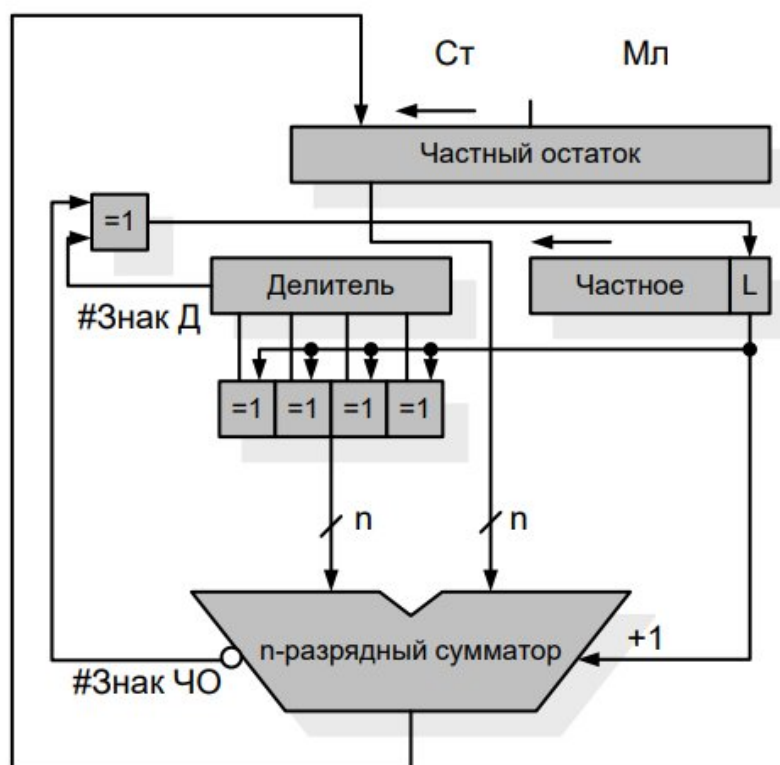 Ст
Мл
Частный остаток
=1
Делитель
Частное
L
#Знак Д
=1
=1
=1
=1
n
n
n-разрядный сумматор
+1
#Знак ЧО